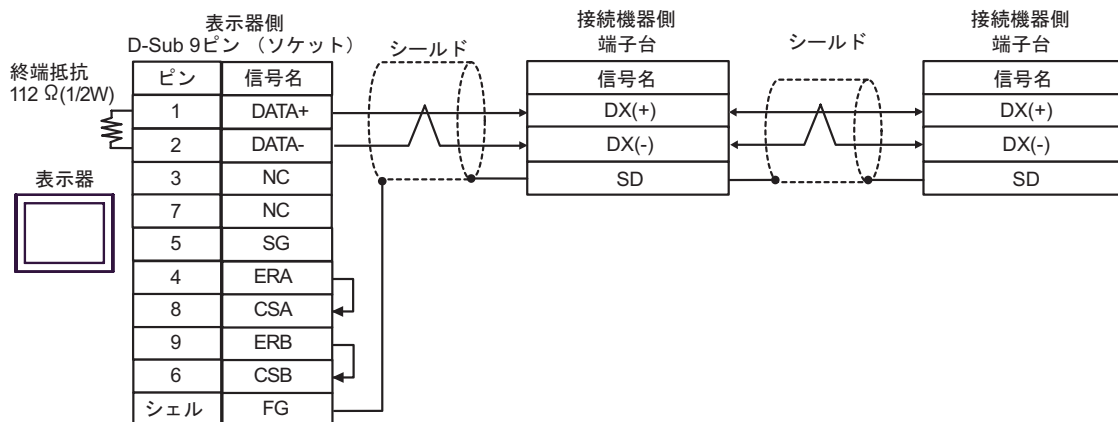 表示器側
D-Sub 9ピン （ソケット）
シールド
接続機器側
端子台
シールド
接続機器側
端子台
終端抵抗
112 Ω(1/2W)
ピン 信号名
1 DATA+
2 DATA-
3 NC
7 NC
5 SG
4 ERA
8 CSA
9 ERB
6 CSB
シェル FG
表示器
信号名
DX(+)
DX(-)
SD
信号名
DX(+)
DX(-)
SD